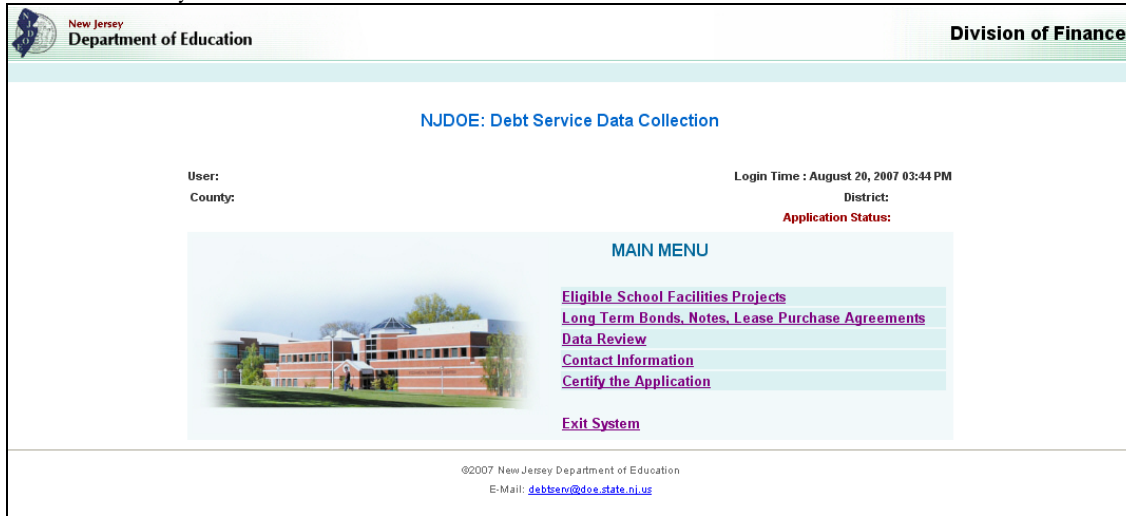 New Jersey
Department of Education
Division of Finance
NJDOE: Debt Service Data Collection
User:
Login Time : August 20, 2007 03:44 PM
County:
District:
Application Status:
MAIN MENU
Eligible School Facilities Projects
Long Term Bonds, Notes, Lease Purchase Agreements
Data Review
Contact Information
Certify the Application
Exit System
©2007 New Jersey Department of Education
E-Mail: debtserv@doe.state.nj.us